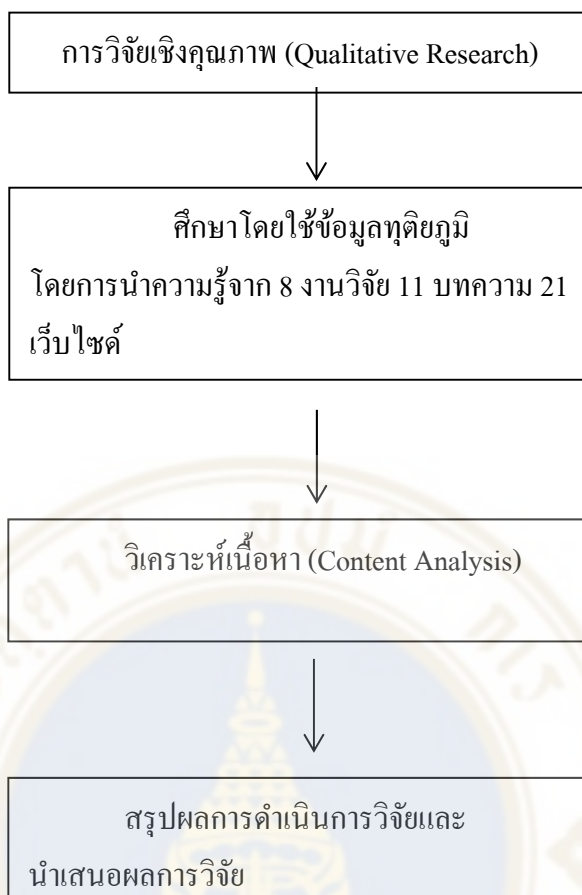 การวิจัยเชิงคุณภาพ (Qualitative Research)
ศึกษาโดยใช้ข้อมูลทุติยภูมิ
โดยการนำความรู้จาก 8 งานวิจัย 11 บทความ 21
เว็บไซต์
วิเคราะห์เนื้อหา (Content Analysis)
สรุปผลการดำเนินการวิจัยและ
นำเสนอผลการวิจัย